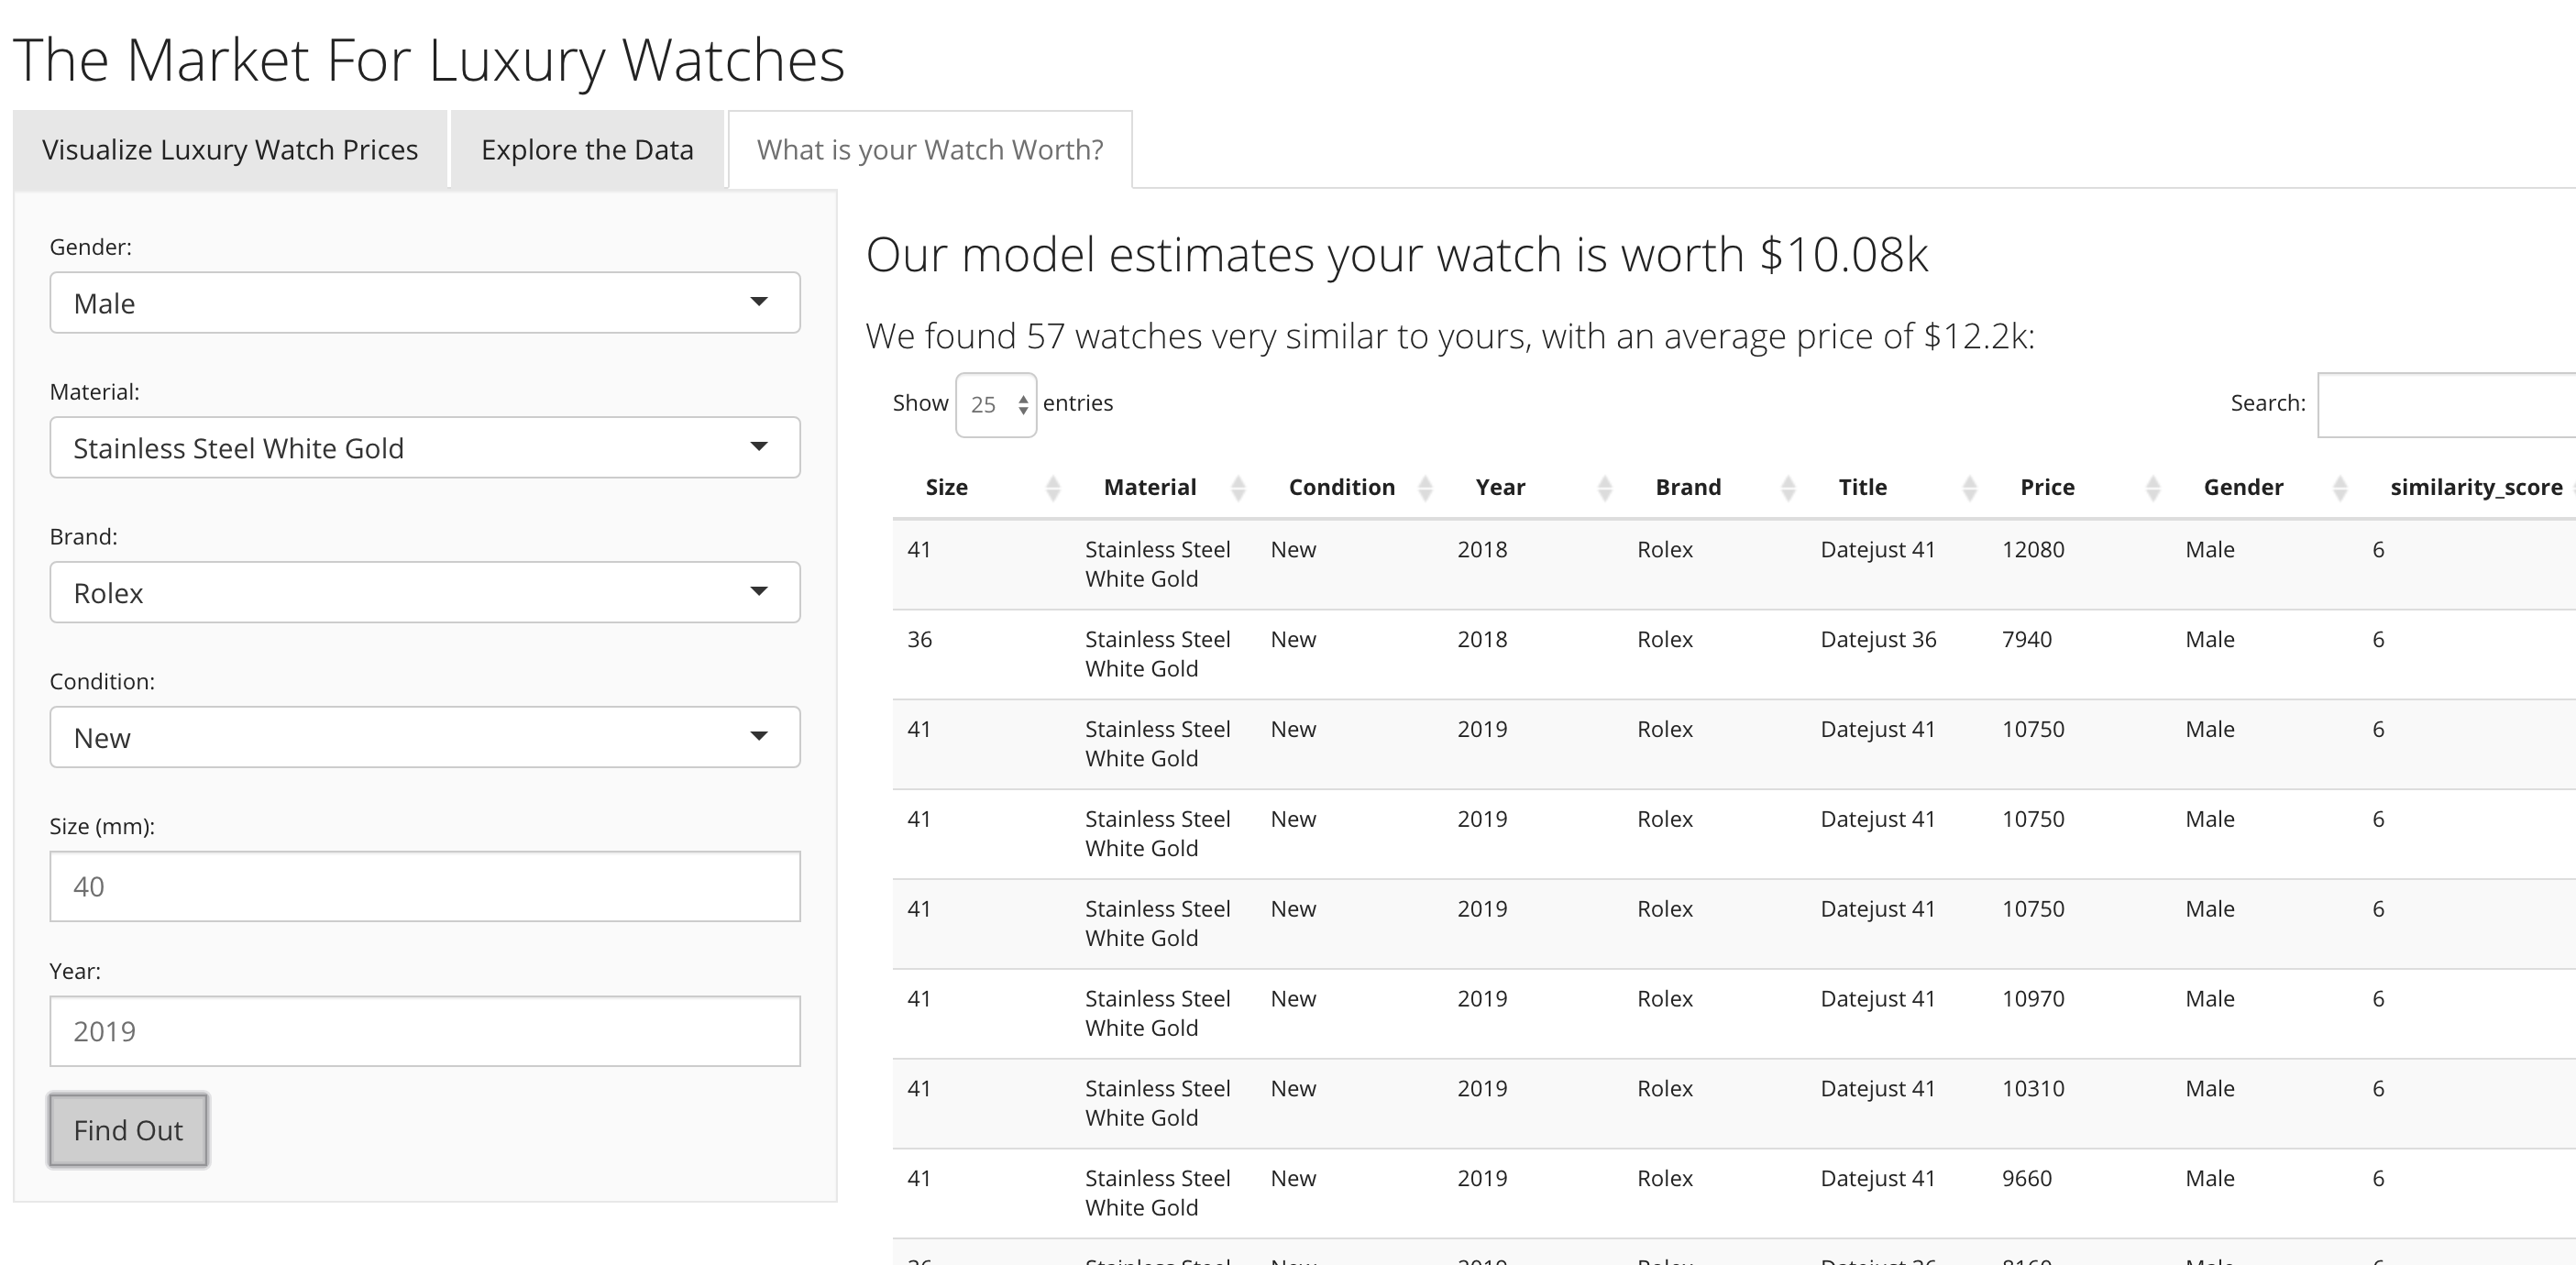 The Market For Luxury Watches
Visualize Luxury Watch Prices Explore the Data What is your Watch Worth?
Gender:
Male
Material:
Stainless Steel White Gold
Brand:
Rolex
Condition:
New
Size (mm):
40
Year:
2019
Find Out
Our model estimates your watch is worth $10.08k
We found 57 watches very similar to yours, with an average price of $12.2k:
Show 25 entries Search:
Size Material Condition Year Brand Title Price Gender similarity_score
41 Stainless Steel New 2018 Rolex Datejust 41 12080 Male 6
White Gold
36 Stainless Steel New 2018 Rolex Datejust 36 7940 Male 6
White Gold
41 Stainless Steel New 2019 Rolex Datejust 41 10750 Male 6
White Gold
41 Stainless Steel New 2019 Rolex Datejust 41 10750 Male 6
White Gold
41 Stainless Steel New 2019 Rolex Datejust 41 10750 Male 6
White Gold
41 Stainless Steel New 2019 Rolex Datejust 41 10970 Male 6
White Gold
41 Stainless Steel New 2019 Rolex Datejust 41 10310 Male 6
White Gold
41 Stainless Steel New 2019 Rolex Datejust 41 9660 Male 6
White Gold